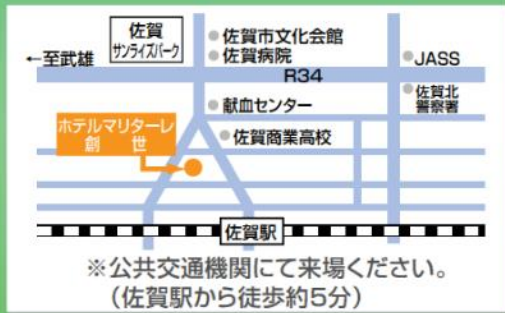 佐賀
サンライズパーク
佐賀市文化会館
佐賀病院
←至武雄
JASS
R34
佐賀北
警察署
献血センター
ホテルマリターレ
創 世
佐賀商業高校
佐賀駅
※公共交通機関にて来場ください。
(佐賀駅から徒歩約5分)